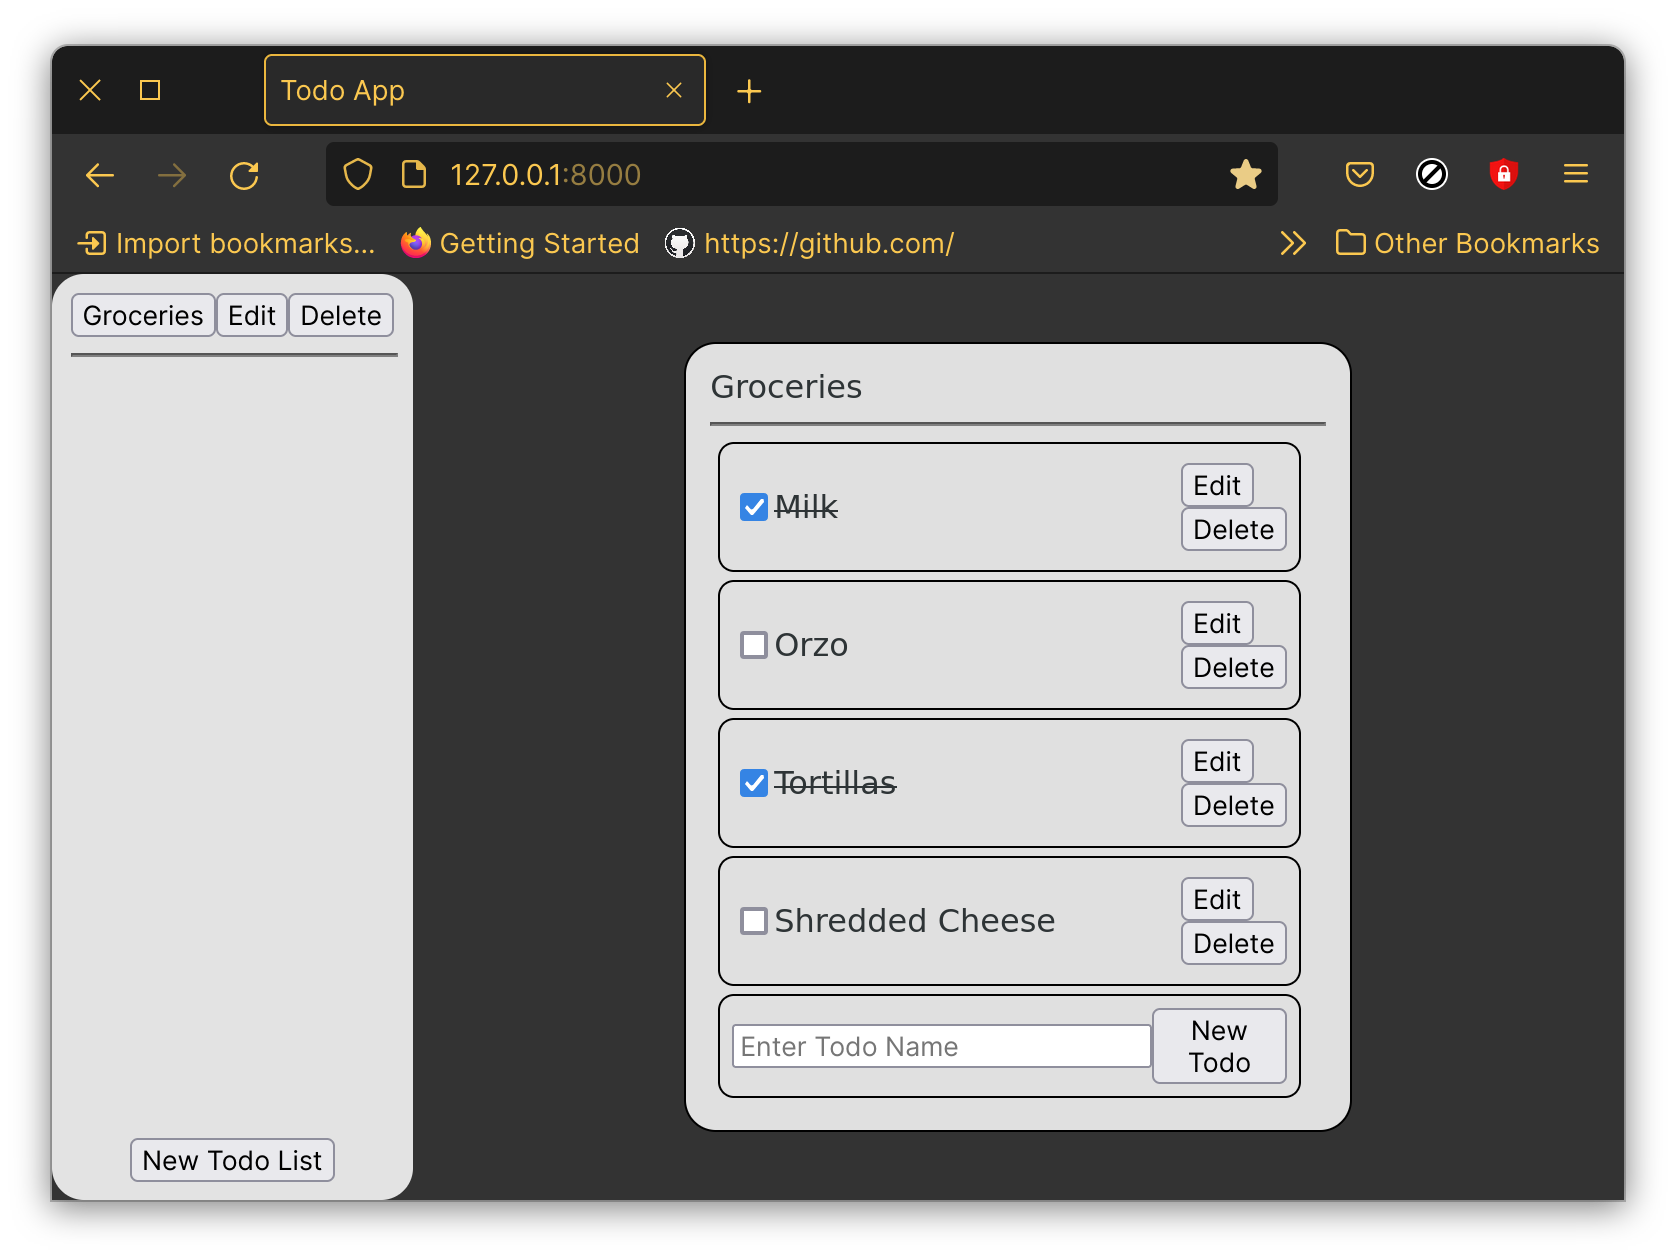 Todo App
127.0.0.1:8000
Import bookmarks... Getting Started https://github.com/ Other Bookmarks
Groceries Edit Delete
Groceries
Milk
Edit
Delete
Orzo
Edit
Delete
Tortillas
Edit
Delete
Shredded Cheese
Edit
Delete
Enter Todo Name
New
Todo
New Todo List